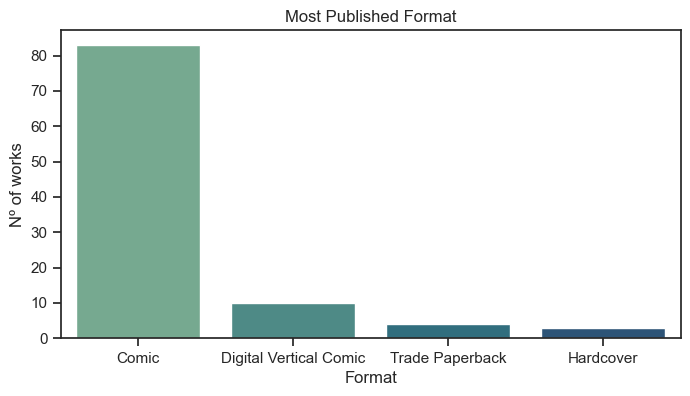 Most Published Format
80
70
60
50
40
30
20
10
0
Nº of works
Comic
Digital Vertical Comic
Trade Paperback
Hardcover
Format